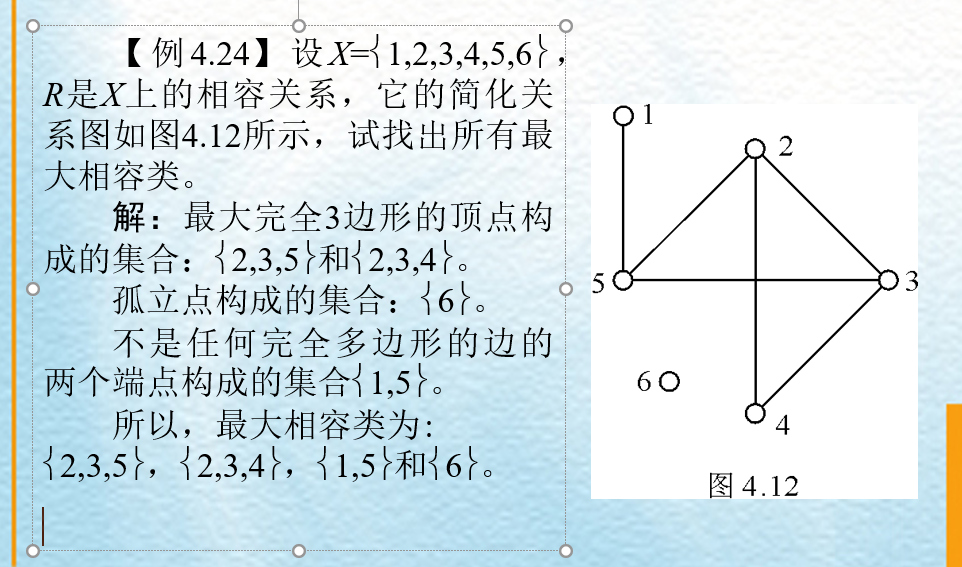 【例4.24】设X={1,2,3,4,5,6},
R是X上的相容关系，它的简化关
系图如图4.12所示，试找出所有最
大相容类。
解：最大完全3边形的顶点构
成的集合：{2,3,5}和{2,3,4}。
孤立点构成的集合：{6}。
不是任何完全多边形的边的
两个端点构成的集合{1,5}。
所以，最大相容类为:
{2,3,5}，{2,3,4}，{1,5}和{6}。
1
2
5
3
6
4
图 4.12